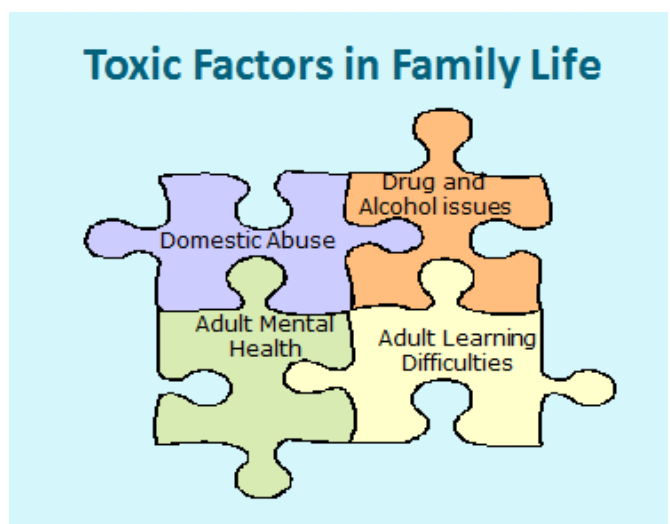 Toxic Factors in Family Life
Drug and
Alcohol issues
Domestic Abuse
Adult Mental
Health
Adult Learning
Difficulties